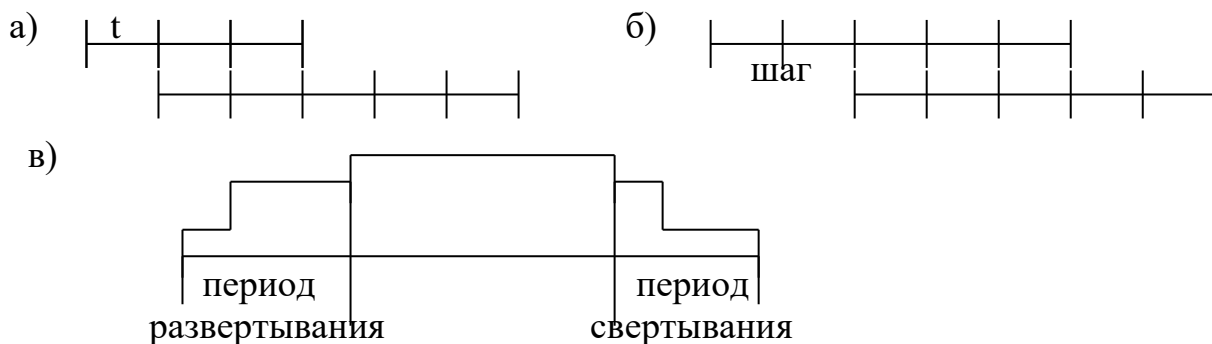 а) t б)
шаг
в)
период период
развертывания свертывания